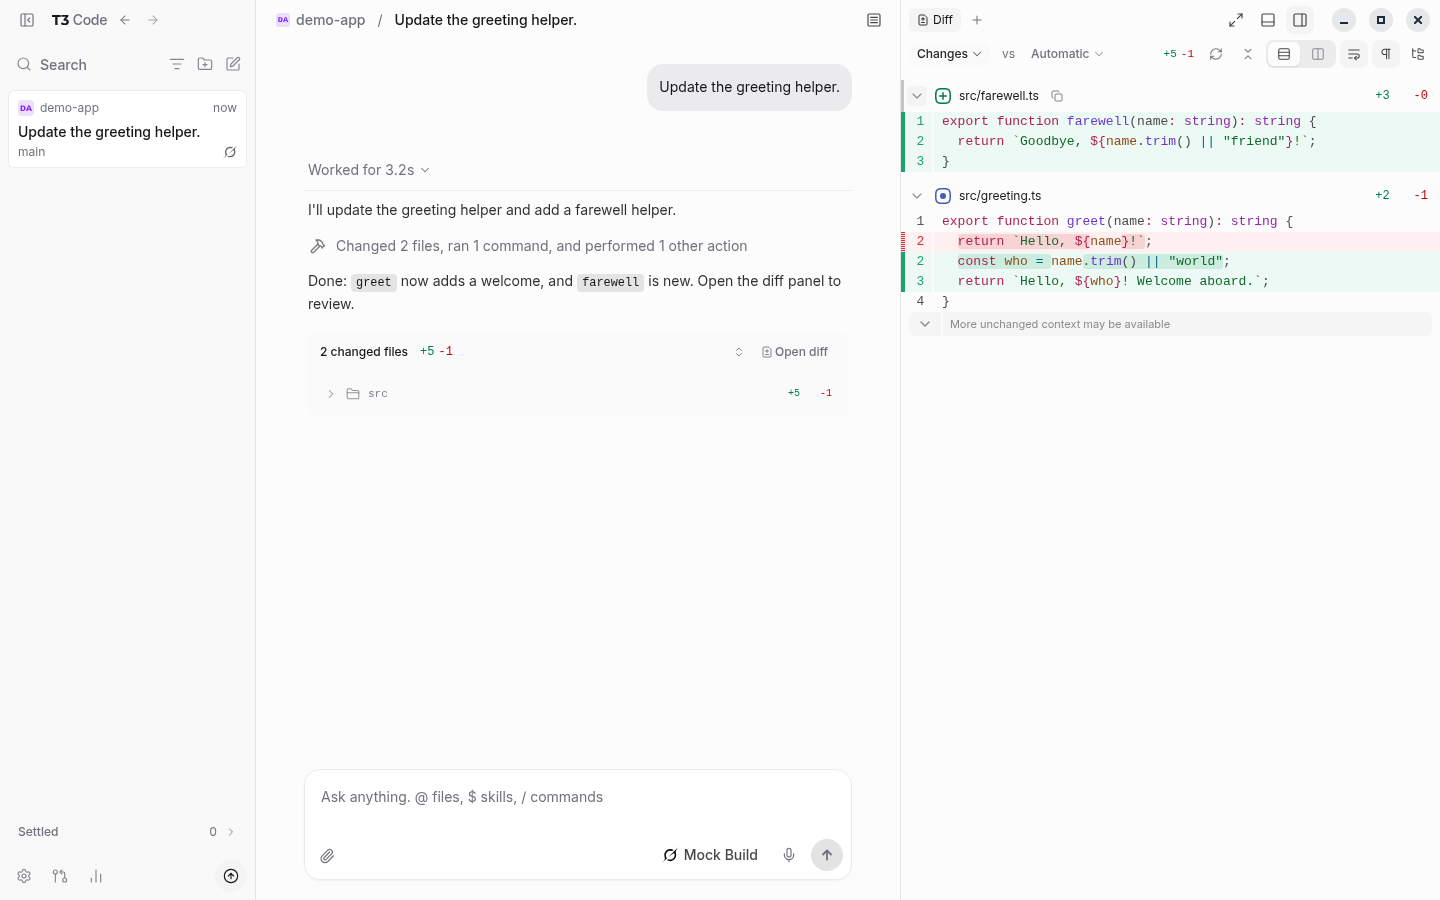 T3 Code
Search
DA demo-app now
Update the greeting helper.
main
Settled 0
DA demo-app / Update the greeting helper.
Update the greeting helper.
Worked for 3.2s
I'll update the greeting helper and add a farewell helper.
Changed 2 files, ran 1 command, and performed 1 other action
Done: greet now adds a welcome, and farewell is new. Open the diff panel to
review.
2 changed files +5 -1 Open diff
src +5 -1
Ask anything. @ files, $ skills, / commands
Mock Build
Diff
Changes vs Automatic +5 -1
src/farewell.ts +3 -0
1 export function farewell(name: string): string {
2 return `Goodbye, ${name.trim() || "friend"}!`;
3 }
src/greeting.ts +2 -1
1 export function greet(name: string): string {
2 return `Hello, ${name}!`;
2 const who = name.trim() || "world";
3 return `Hello, ${who}! Welcome aboard.`;
4 }
More unchanged context may be available